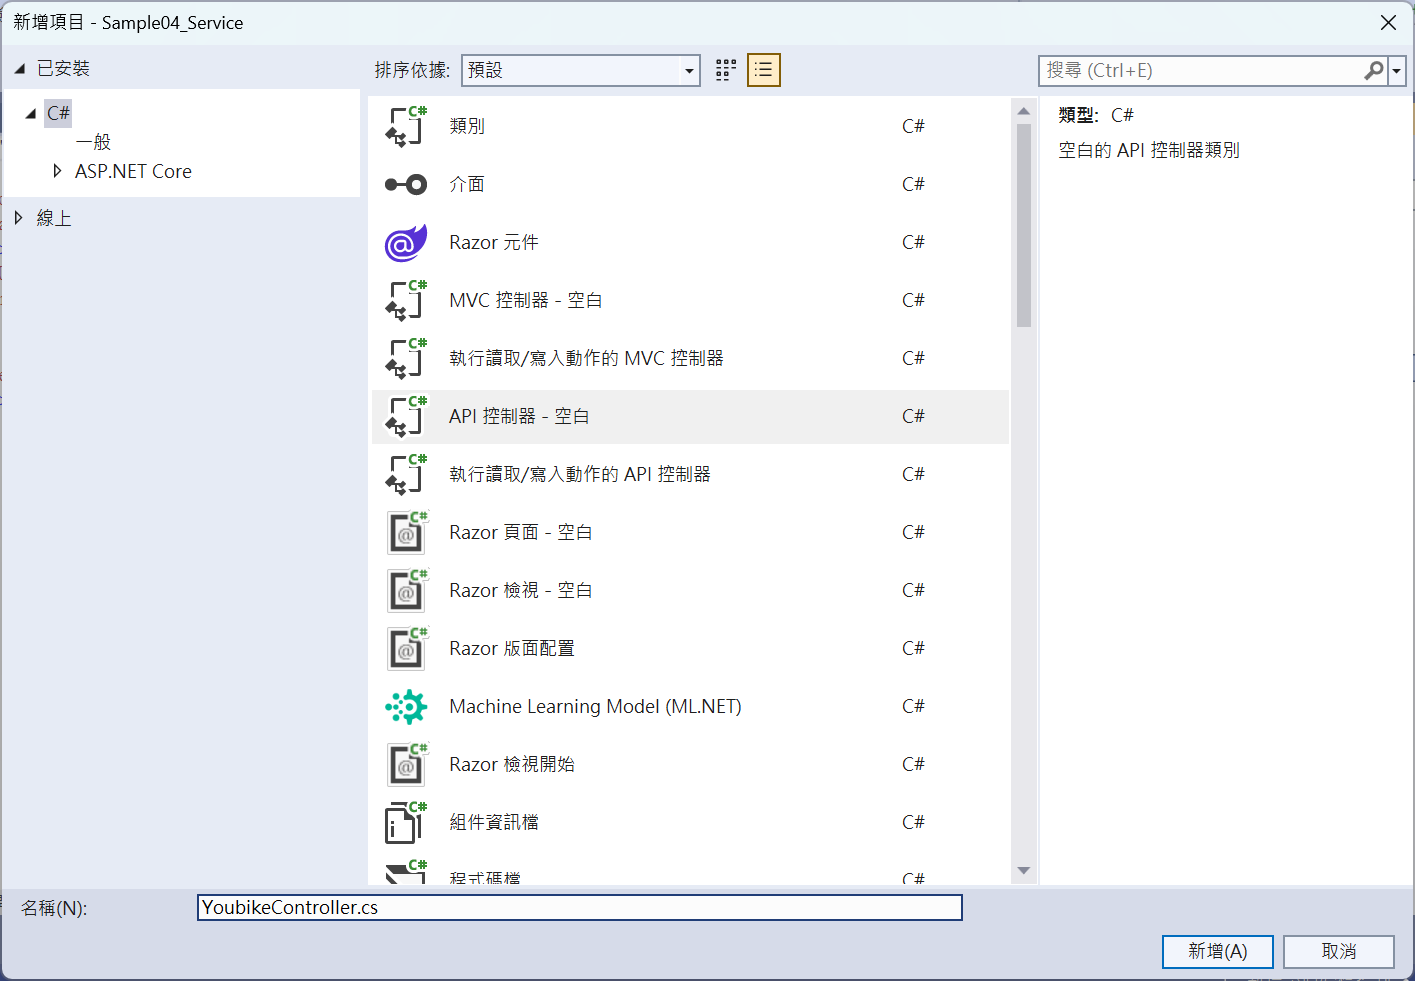 新增項目 - Sample04_Service
已安裝
C#
一般
ASP.NET Core
線上
排序依據: 預設
類別 C#
介面 C#
Razor 元件 C#
MVC 控制器 - 空白 C#
執行讀取/寫入動作的 MVC 控制器 C#
API 控制器 - 空白 C#
執行讀取/寫入動作的 API 控制器 C#
Razor 頁面 - 空白 C#
Razor 檢視 - 空白 C#
Razor 版面配置 C#
Machine Learning Model (ML.NET) C#
Razor 檢視開始 C#
組件資訊檔 C#
程式碼檔 C#
搜尋 (Ctrl+E)
類型: C#
空白的 API 控制器類別
名稱(N): YoubikeController.cs
新增(A) 取消